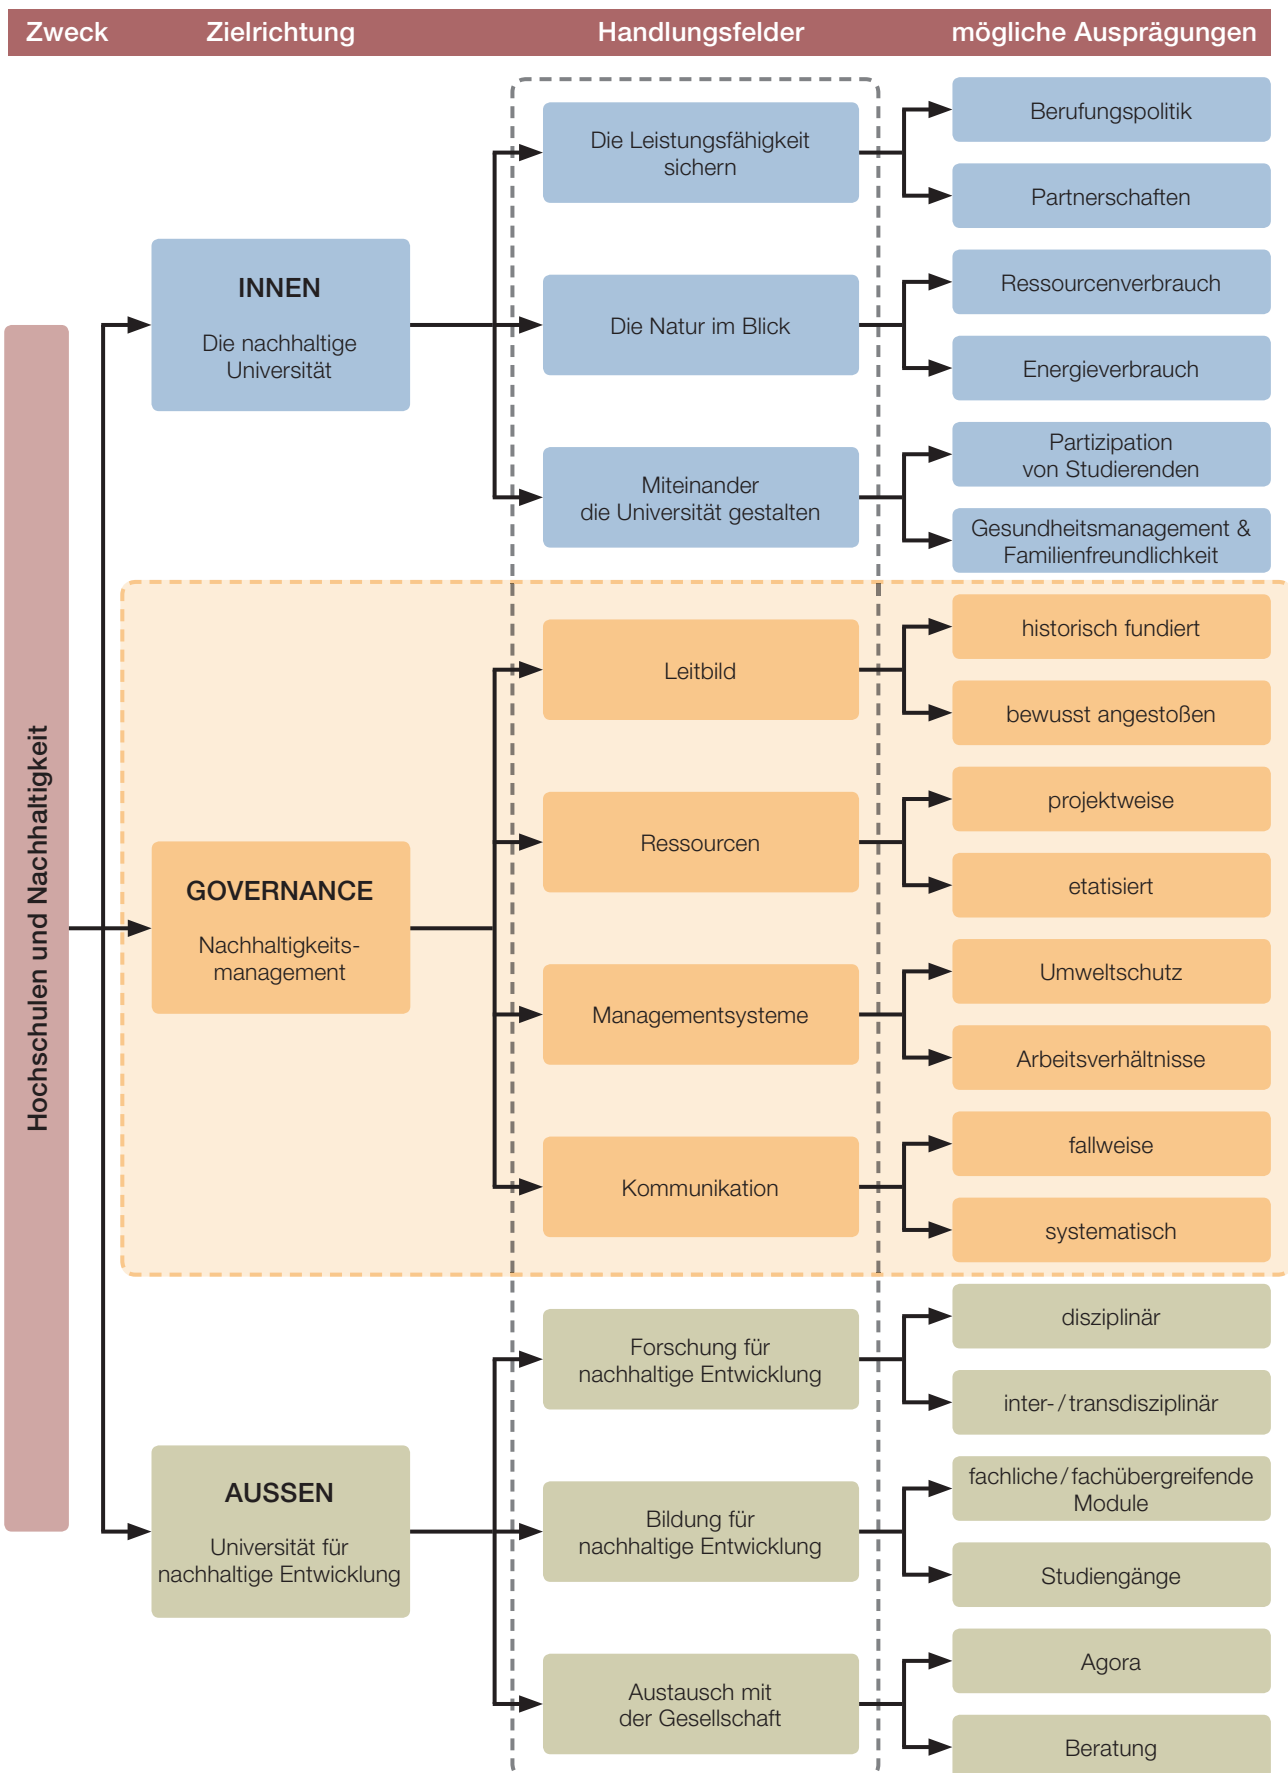 Zweck Zielrichtung Handlungsfelder mögliche Ausprägungen
Hochschulen und Nachhaltigkeit
INNEN
Die nachhaltige
Universität
Die Leistungsfähigkeit
sichern
Berufungspolitik
Partnerschaften
Die Natur im Blick
Ressourcenverbrauch
Energieverbrauch
Miteinander
die Universität gestalten
Partizipation
von Studierenden
Gesundheitsmanagement &
Familienfreundlichkeit
GOVERNANCE
Nachhaltigkeits-
management
Leitbild
historisch fundiert
bewusst angestoßen
Ressourcen
projektweise
etatisiert
Managementsysteme
Umweltschutz
Arbeitsverhältnisse
Kommunikation
fallweise
systematisch
AUSSEN
Universität für
nachhaltige Entwicklung
Forschung für
nachhaltige Entwicklung
disziplinär
inter-/transdisziplinär
Bildung für
nachhaltige Entwicklung
fachliche/fachübergreifende
Module
Studiengänge
Austausch mit
der Gesellschaft
Agora
Beratung